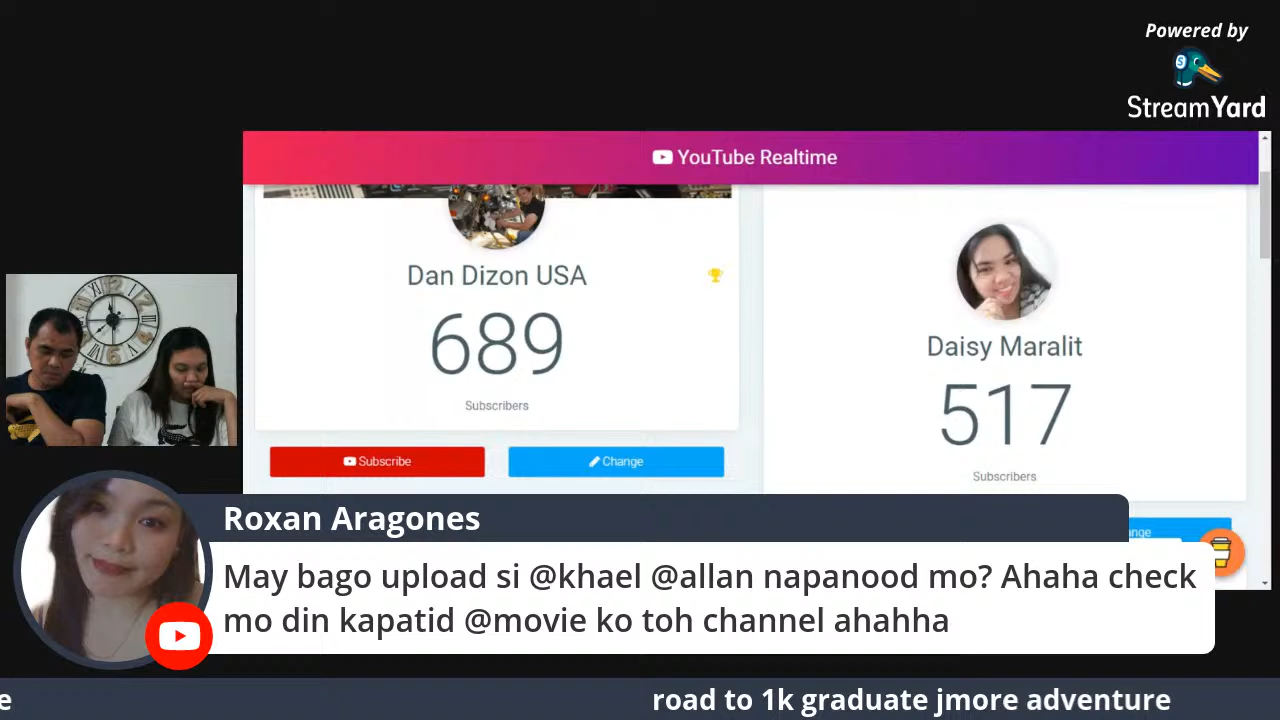 Powered by
StreamYard
YouTube Realtime
Dan Dizon USA
689
Subscribers
Subscribe
Change
Daisy Maralit
517
Subscribers
Roxan Aragones
May bago upload si @khael @allan napanood mo? Ahaha check
mo din kapatid @movie ko toh channel ahahha
road to 1k graduate jmore adventure